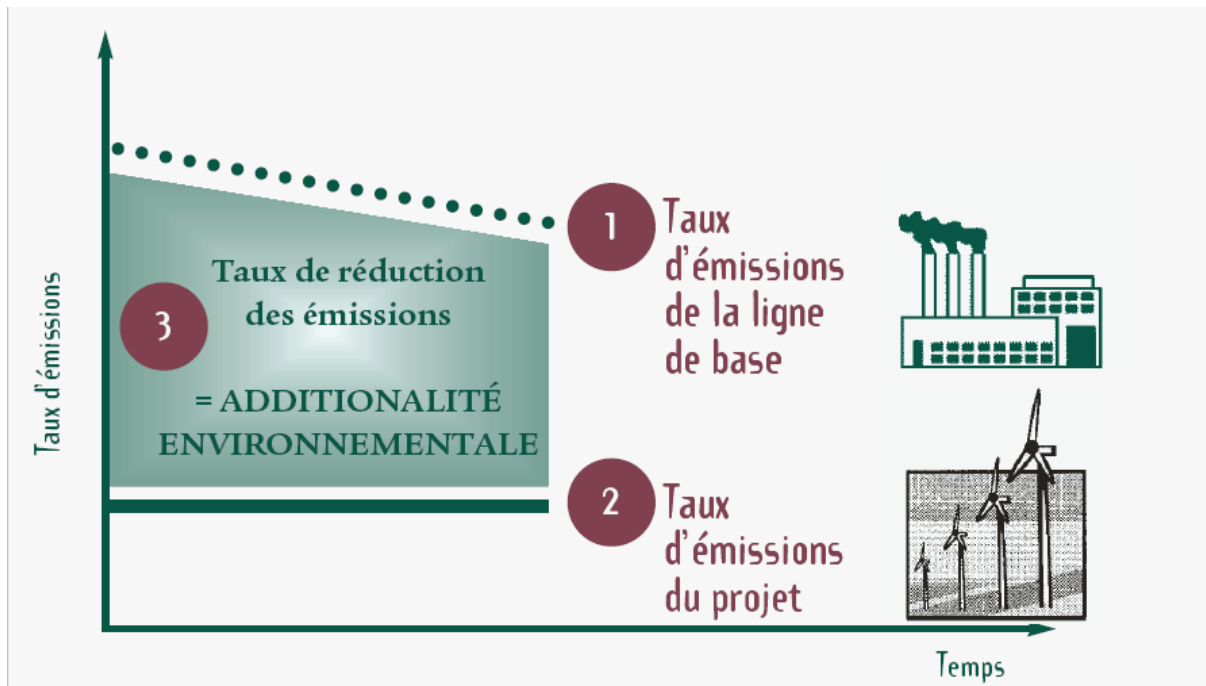 Taux d'émissions
3
Taux de réduction
des émissions
= ADDITIONALITÉ
ENVIRONNEMENTALE
1
Taux
d'émissions
de la ligne
de base
2
Taux
d'émissions
du projet
Temps